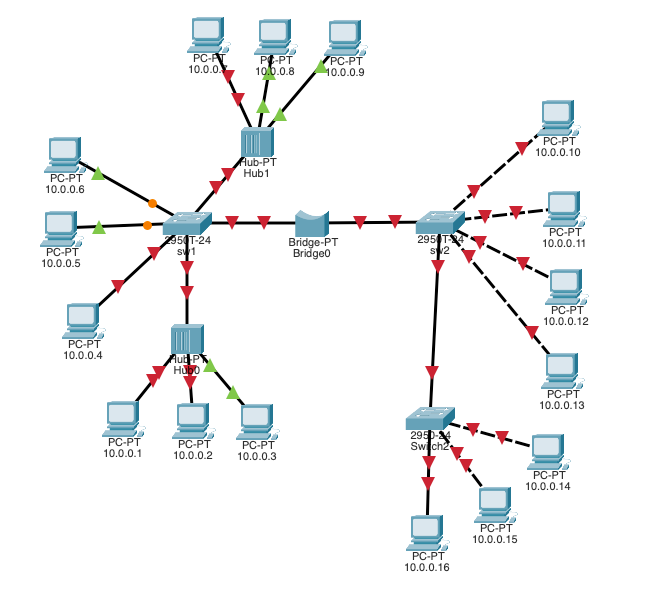 PC-PT
10.0.0.7
PC-PT
10.0.0.8
PC-PT
10.0.0.9
Hub-PT
Hub1
PC-PT
10.0.0.10
PC-PT
10.0.0.6
PC-PT
10.0.0.5
2950T-24
sw1
Bridge-PT
Bridge0
2950T-24
sw2
PC-PT
10.0.0.11
PC-PT
10.0.0.12
PC-PT
10.0.0.4
Hub-PT
Hub0
PC-PT
10.0.0.13
PC-PT
10.0.0.1
PC-PT
10.0.0.2
PC-PT
10.0.0.3
2950-24
Switch2
PC-PT
10.0.0.14
PC-PT
10.0.0.15
PC-PT
10.0.0.16